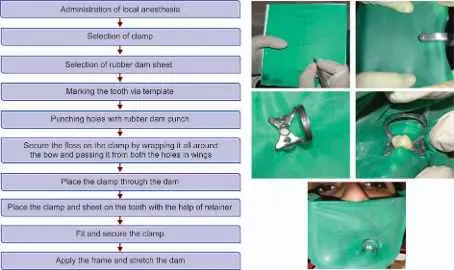 Administration of local anesthesia
Selection of clamp
Selection of rubber dam sheet
Marking the tooth via template
Punching holes with rubber dam punch
Secure the floss on the clamp by wrapping it all around
the bow and passing it from both the holes in wings
Place the clamp through the dam
Place the clamp and sheet on the tooth with the help of retainer
Fit and secure the clamp
Apply the frame and stretch the dam